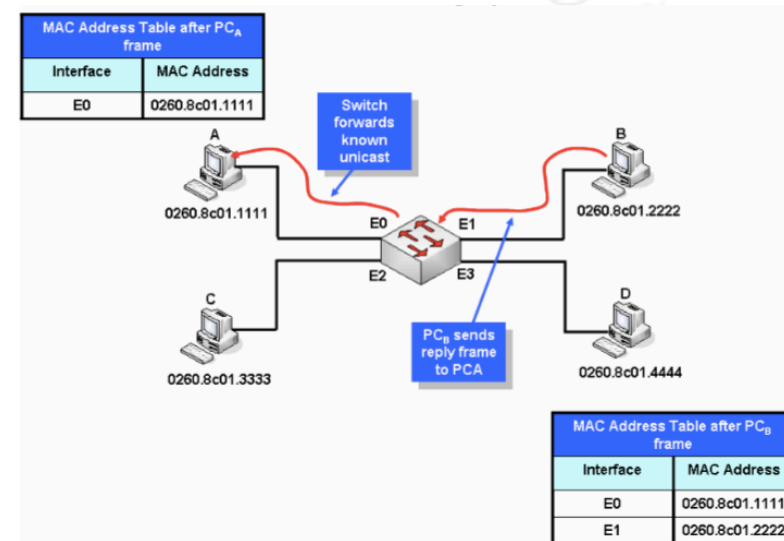 MAC Address Table after PCA
frame
Interface MAC Address
E0 0260.8c01.1111
Switch
forwards
known
unicast
A
B
0260.8c01.1111
0260.8c01.2222
E0
E1
E2
E3
C
D
0260.8c01.3333
0260.8c01.4444
PCB sends
reply frame
to PCA
MAC Address Table after PCB
frame
Interface MAC Address
E0 0260.8c01.1111
E1 0260.8c01.2222